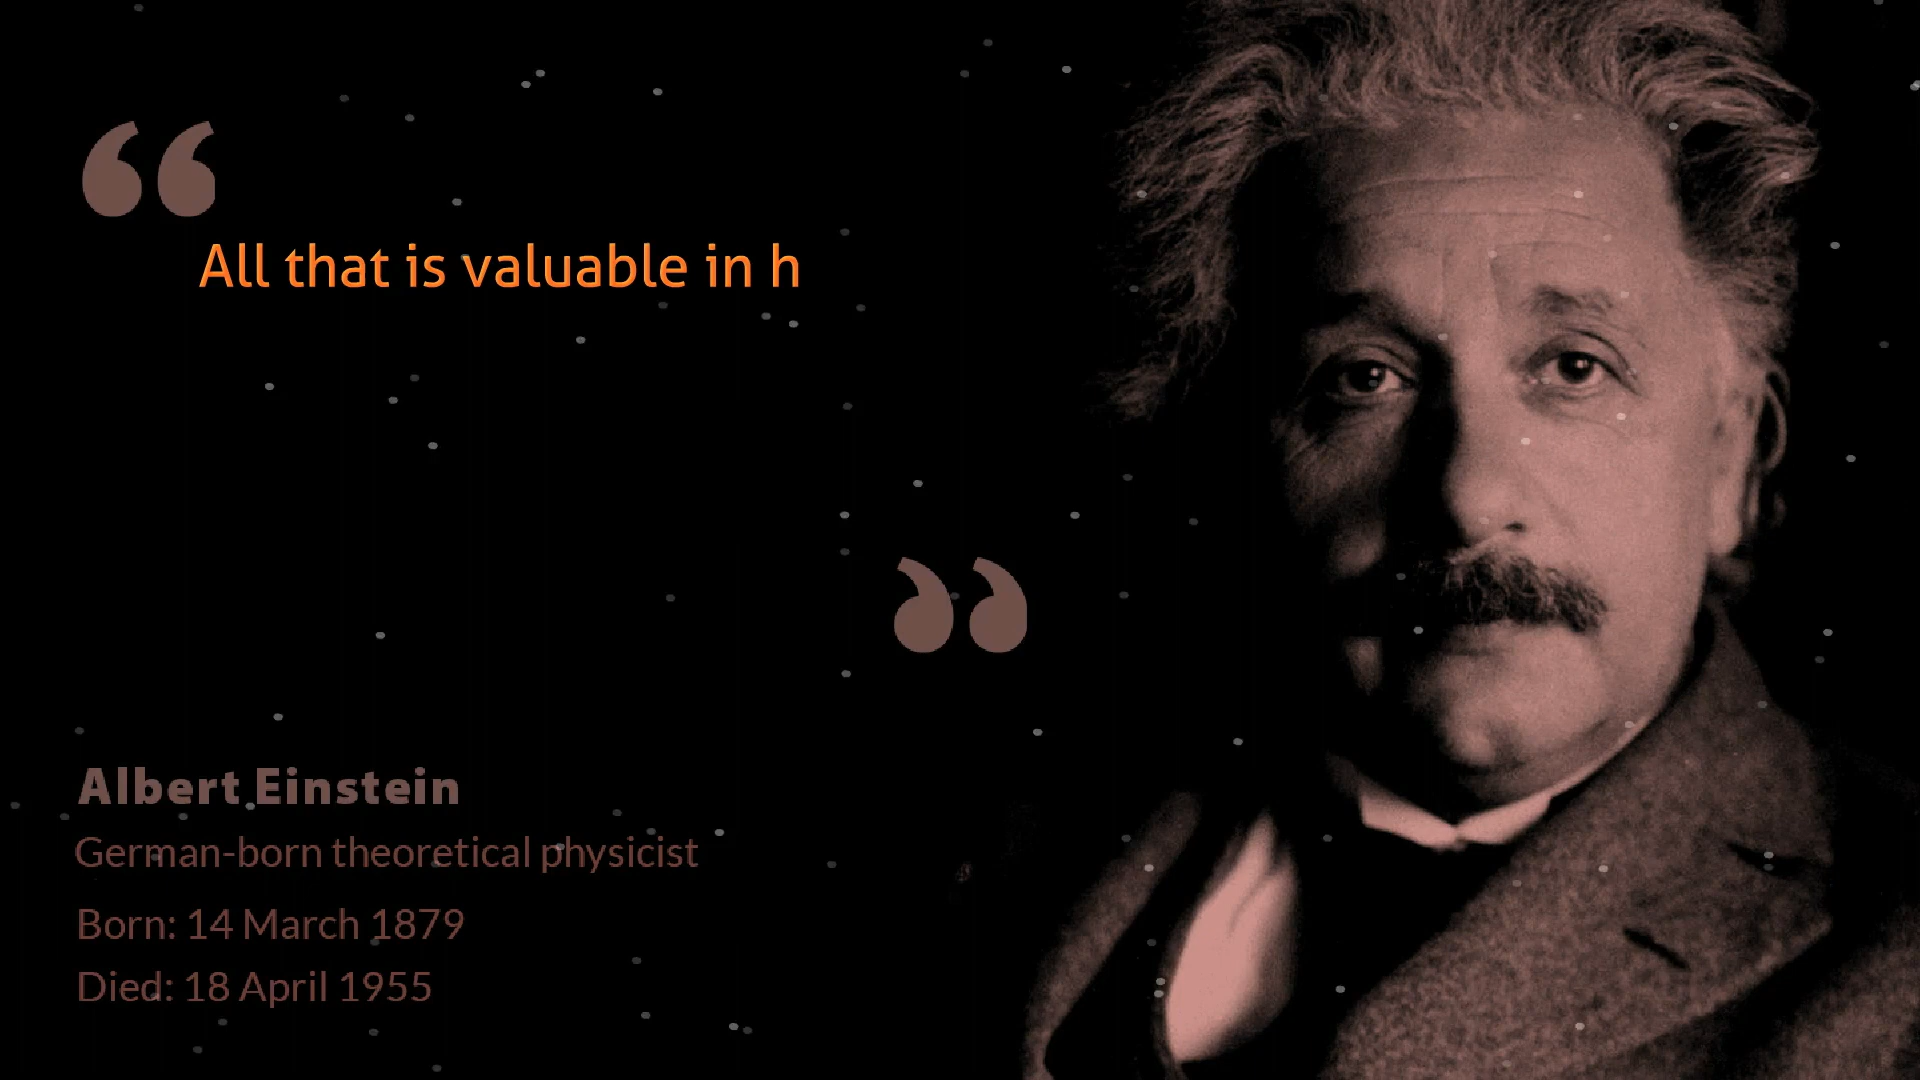 “
All that is valuable in h
”
Albert Einstein
German-born theoretical physicist
Born: 14 March 1879
Died: 18 April 1955